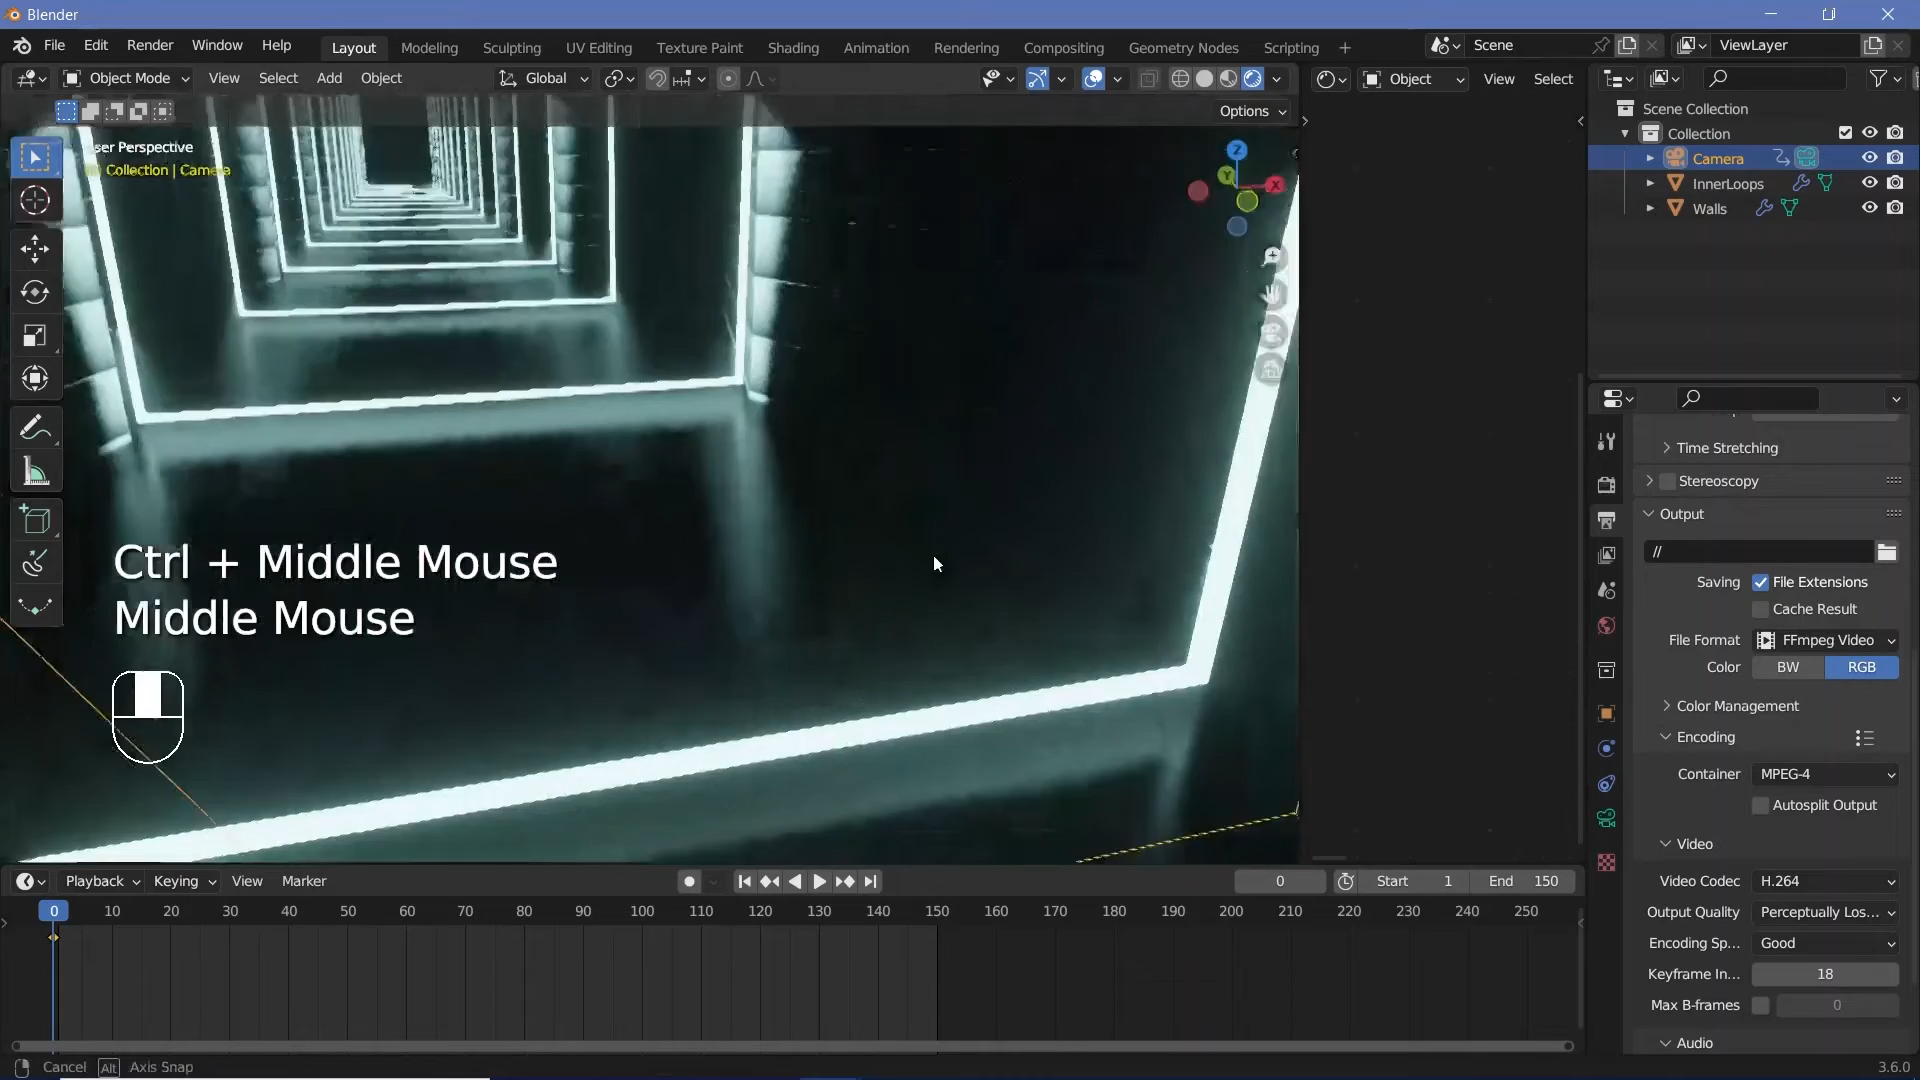 Blender
File Edit Render Window Help
Layout Modeling Sculpting UV Editing Texture Paint Shading Animation Rendering Compositing Geometry Nodes Scripting
Scene
ViewLayer
Object Mode View Select Add Object
Global
Object View Select
Options
ser Perspective
Collection | Camera
Z
Y
X
Scene Collection
Collection
Camera
InnerLoops
Walls
Time Stretching
Stereoscopy
Output
//
Saving File Extensions
Cache Result
File Format FFmpeg Video
Color BW RGB
Color Management
Encoding
Container MPEG-4
Autosplit Output
Video
Video Codec H.264
Output Quality Perceptually Los...
Encoding Sp... Good
Keyframe In... 18
Max B-frames 0
Audio
Ctrl + Middle Mouse
Middle Mouse
Playback Keying View Marker
0 Start 1 End 150
0 10 20 30 40 50 60 70 80 90 100 110 120 130 140 150 160 170 180 190 200 210 220 230 240 250
Cancel Alt Axis Snap
3.6.0